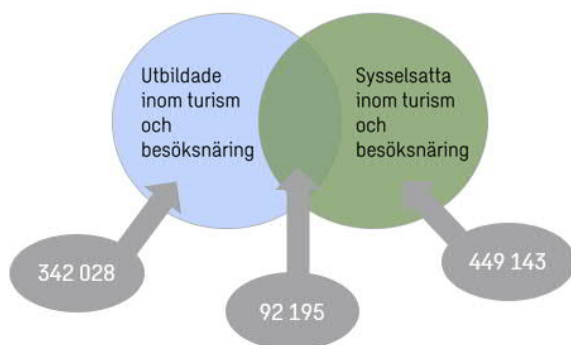 Utbildade
inom turism
och
besöksnäring
Sysselsatta
inom turism
och
besöksnäring
342 028
92 195
449 143